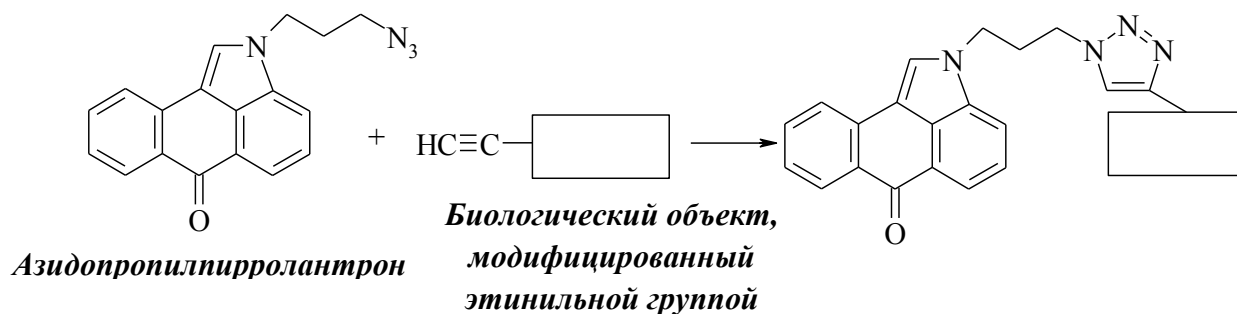 N
N₃
O
+
HC≡C
N
N
N
N
O
Азидопропилпирролантрон
Биологический объект,
модифицированный
этинильной группой